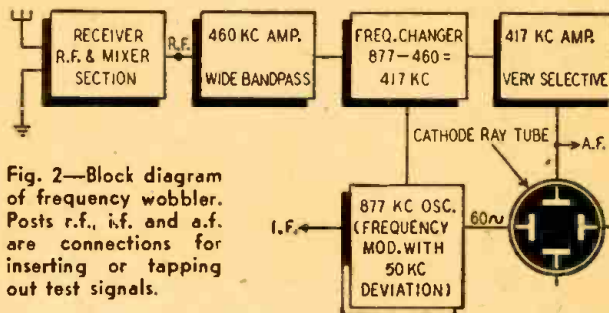 RECEIVER
R.F. & MIXER
SECTION
R.F.
460 KC AMP.
WIDE BANDPASS
FREQ. CHANGER
877-460=
417 KC
417 KC AMP.
VERY SELECTIVE
CATHODE RAY TUBE
A.F.
Fig. 2—Block diagram
of frequency wobbler.
Posts r.f., i.f. and a.f.
are connections for
inserting or tapping
out test signals.
I.F.
877 KC OSC.
(FREQUENCY
MOD. WITH
50 KC
DEVIATION)
60~